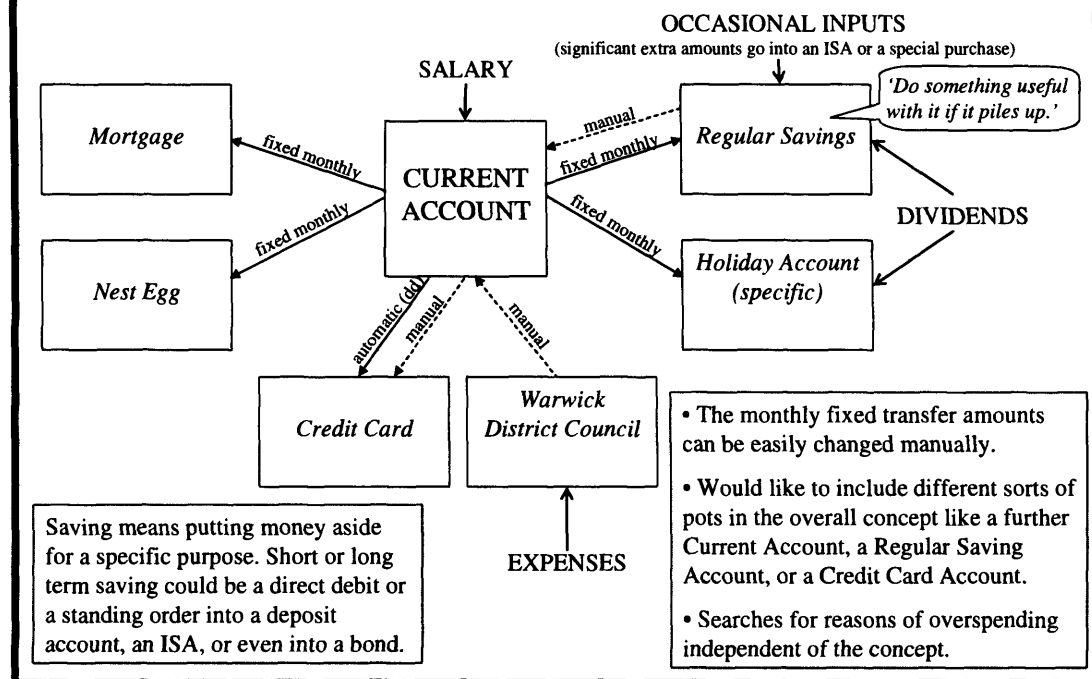 OCCASIONAL INPUTS
(significant extra amounts go into an ISA or a special purchase)
SALARY
Mortgage
fixed monthly
CURRENT
ACCOUNT
manual
fixed monthly
Regular Savings
'Do something useful
with it if it piles up.'
DIVIDENDS
Nest Egg
fixed monthly
fixed monthly
Holiday Account
(specific)
automatic (dd)
manual
manual
Credit Card
Warwick
District Council
EXPENSES
Saving means putting money aside
for a specific purpose. Short or long
term saving could be a direct debit or
a standing order into a deposit
account, an ISA, or even into a bond.
• The monthly fixed transfer amounts
can be easily changed manually.
• Would like to include different sorts of
pots in the overall concept like a further
Current Account, a Regular Saving
Account, or a Credit Card Account.
• Searches for reasons of overspending
independent of the concept.